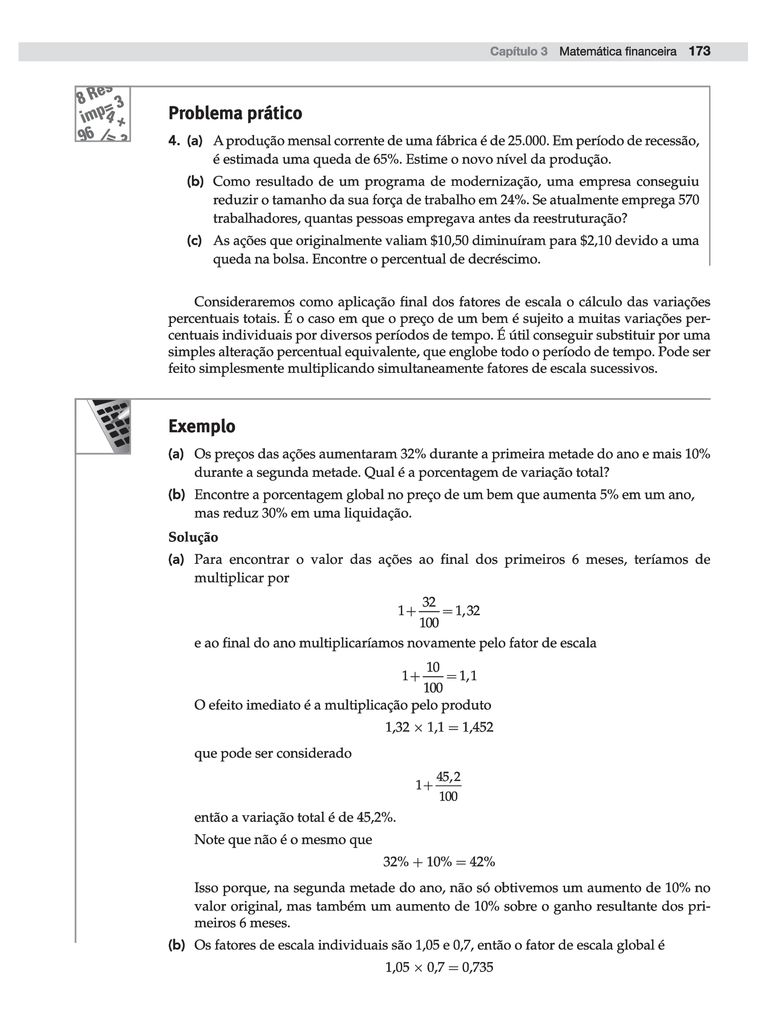 Capítulo 3 Matemática financeira 173
8 Res
imp= 3
4 +
96 /= 3
Problema prático
4. (a) A produção mensal corrente de uma fábrica é de 25.000. Em período de recessão,
é estimada uma queda de 65%. Estime o novo nível da produção.
(b) Como resultado de um programa de modernização, uma empresa conseguiu
reduzir o tamanho da sua força de trabalho em 24%. Se atualmente emprega 570
trabalhadores, quantas pessoas empregava antes da reestruturação?
(c) As ações que originalmente valiam $10,50 diminuíram para $2,10 devido a uma
queda na bolsa. Encontre o percentual de decréscimo.
Consideraremos como aplicação final dos fatores de escala o cálculo das variações
percentuais totais. É o caso em que o preço de um bem é sujeito a muitas variações per-
centuais individuais por diversos períodos de tempo. É útil conseguir substituir por uma
simples alteração percentual equivalente, que englobe todo o período de tempo. Pode ser
feito simplesmente multiplicando simultaneamente fatores de escala sucessivos.
Exemplo
(a) Os preços das ações aumentaram 32% durante a primeira metade do ano e mais 10%
durante a segunda metade. Qual é a porcentagem de variação total?
(b) Encontre a porcentagem global no preço de um bem que aumenta 5% em um ano,
mas reduz 30% em uma liquidação.
Solução
(a) Para encontrar o valor das ações ao final dos primeiros 6 meses, teríamos de
multiplicar por
1+32/100=1,32
e ao final do ano multiplicaríamos novamente pelo fator de escala
1+10/100=1,1
O efeito imediato é a multiplicação pelo produto
1,32 × 1,1 = 1,452
que pode ser considerado
1+45,2/100
então a variação total é de 45,2%.
Note que não é o mesmo que
32% + 10% = 42%
Isso porque, na segunda metade do ano, não só obtivemos um aumento de 10% no
valor original, mas também um aumento de 10% sobre o ganho resultante dos pri-
meiros 6 meses.
(b) Os fatores de escala individuais são 1,05 e 0,7, então o fator de escala global é
1,05 × 0,7 = 0,735